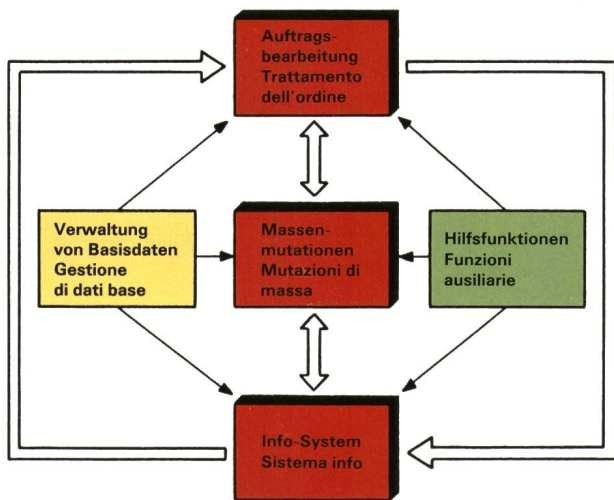 Auftrags-
bearbeitung
Trattamento
dell'ordine
Verwaltung
von Basisdaten
Gestione
di dati base
Massen-
mutationen
Mutazioni di
massa
Hilfsfunktionen
Funzioni
ausiliarie
Info-System
Sistema info